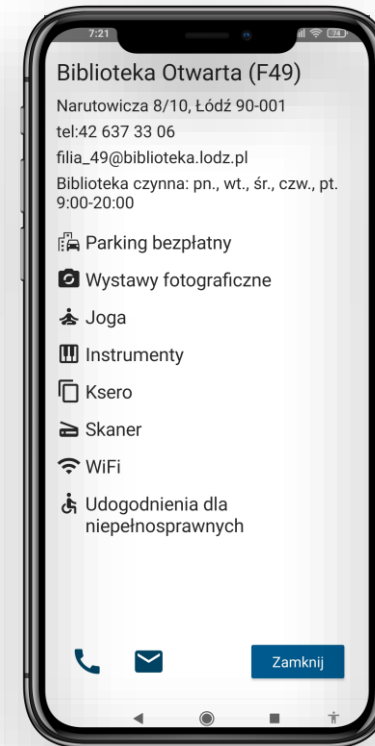 7:21
74
Biblioteka Otwarta (F49)
Narutowicza 8/10, Łódź 90-001
tel:42 637 33 06
filia_49@biblioteka.lodz.pl
Biblioteka czynna: pn., wt., śr., czw., pt.
9:00-20:00
Parking bezpłatny
Wystawy fotograficzne
Joga
Instrumenty
Ksero
Skaner
WiFi
Udogodnienia dla
niepełnosprawnych
Zamknij